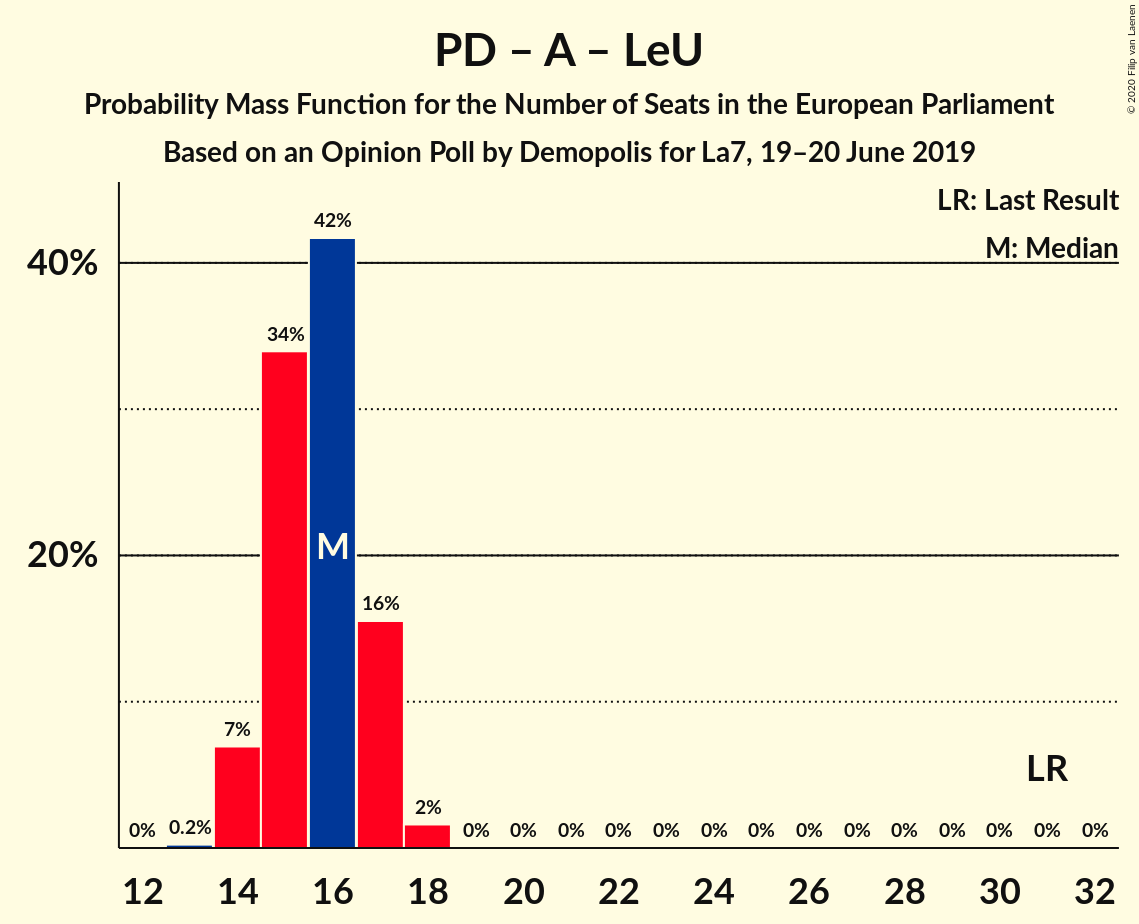 PD – A – LeU
Probability Mass Function for the Number of Seats in the European Parliament
Based on an Opinion Poll by Demopolis for La7, 19–20 June 2019
© 2020 Filip van Laenen
LR: Last Result
M: Median
40%
20%
0%
0.2%
7%
34%
42%
M
16%
2%
0% 0% 0% 0% 0% 0% 0% 0% 0% 0% 0% 0% 0% 0%
LR
12 14 16 18 20 22 24 26 28 30 32